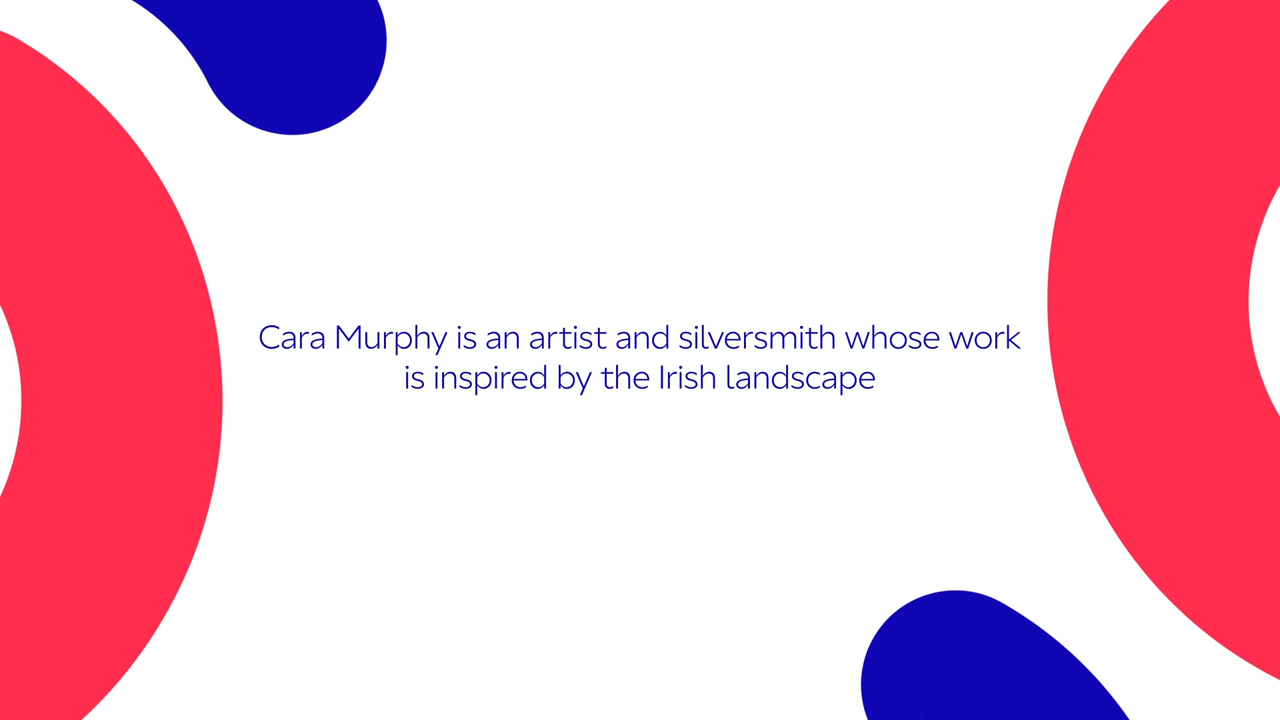 Cara Murphy is an artist and silversmith whose work
is inspired by the Irish landscape